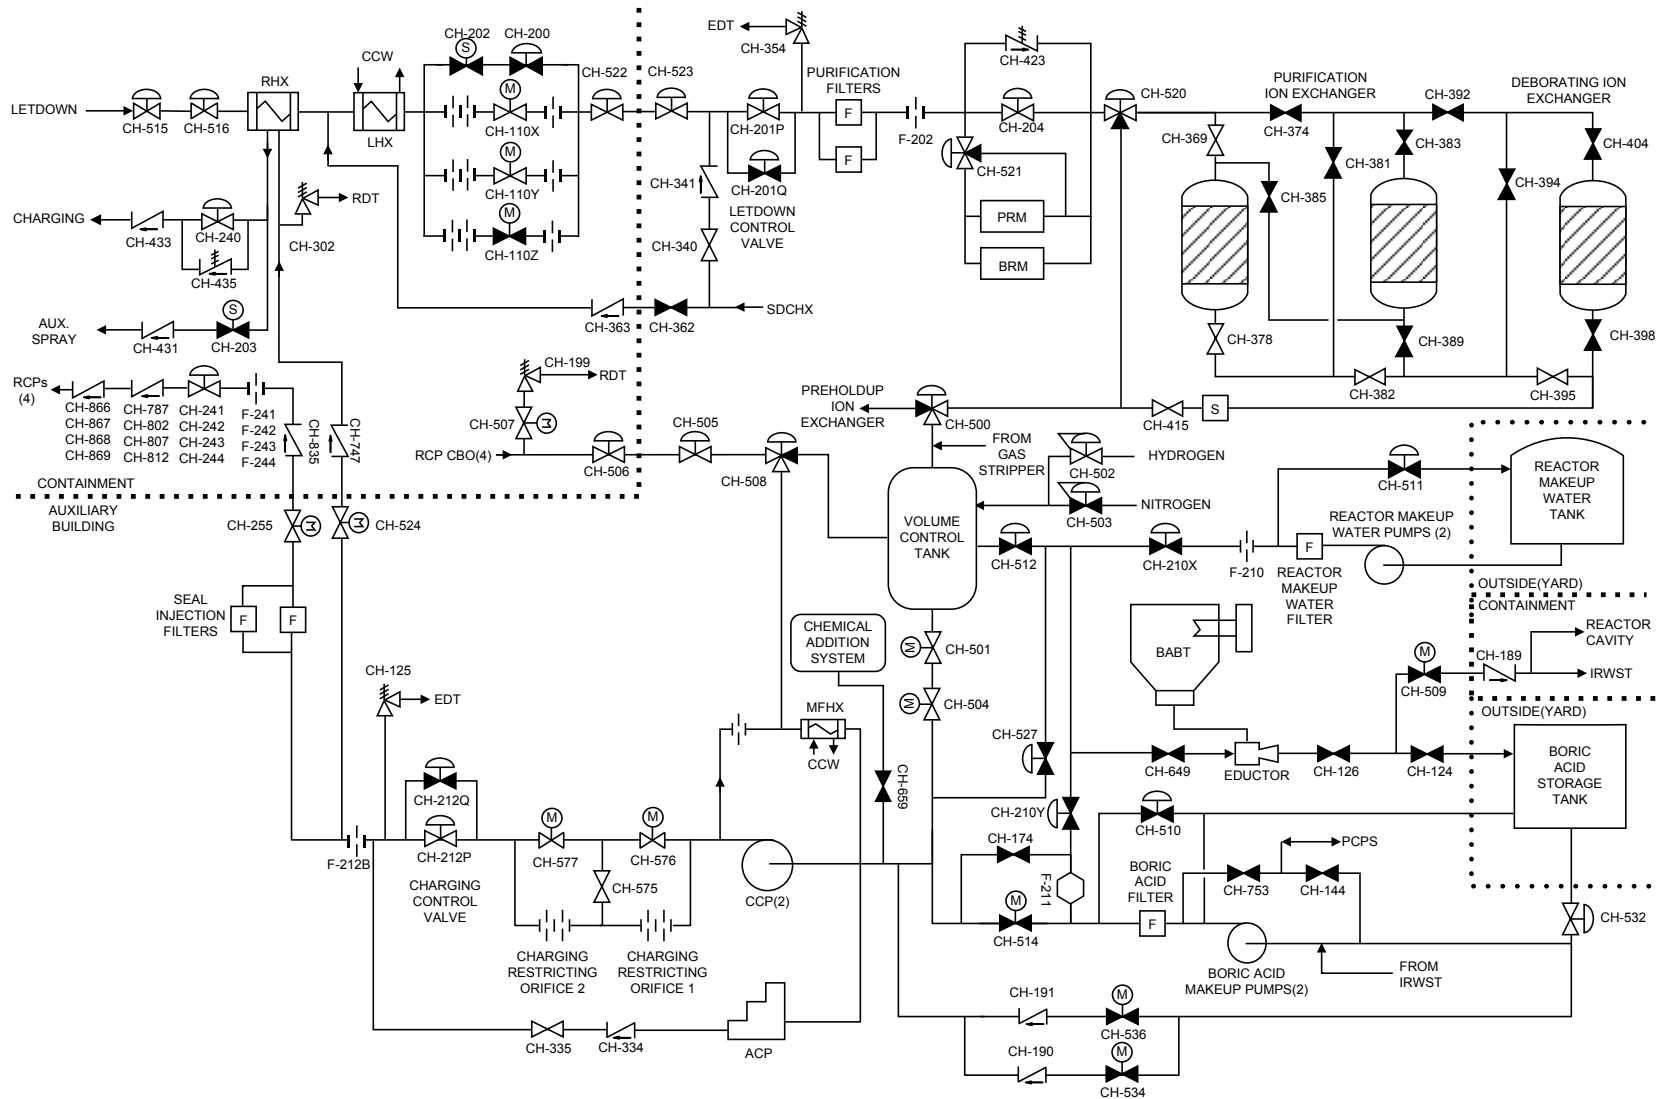 CH-202
CH-200
EDT
CH-354
CH-423
CCW
RHX
CH-522
CH-523
PURIFICATION
FILTERS
CH-520
PURIFICATION
ION EXCHANGER
CH-392
DEBORATING ION
EXCHANGER
LETDOWN
CH-515
CH-516
LHX
S
M
CH-110X
CH-201P
F
F
F-202
CH-204
CH-374
CH-369
CH-383
CH-404
M
CH-110Y
CH-341
CH-201Q
LETDOWN
CONTROL
VALVE
CH-521
CH-381
CH-385
CH-394
RDT
CHARGING
CH-433
CH-240
CH-302
CH-435
M
CH-110Z
CH-340
PRM
BRM
AUX.
SPRAY
CH-431
S
CH-203
CH-363
CH-362
SDCHX
CH-378
CH-389
CH-398
CH-199
RDT
RCPs
(4)
CH-866
CH-867
CH-868
CH-869
CH-787
CH-802
CH-807
CH-812
CH-241
CH-242
CH-243
CH-244
F-241
F-242
F-243
F-244
CH-835
CH-747
CH-507
M
RCP CBO(4)
CH-506
CH-505
CH-508
PREHOLDUP
ION
EXCHANGER
CH-500
CH-415
S
CH-382
CH-395
FROM
GAS
STRIPPER
CH-502
HYDROGEN
CH-503
NITROGEN
CH-511
REACTOR
MAKEUP
WATER
TANK
CONTAINMENT
AUXILIARY
BUILDING
CH-255
M
M
CH-524
VOLUME
CONTROL
TANK
CH-512
CH-210X
F-210
F
REACTOR
MAKEUP
WATER
FILTER
REACTOR MAKEUP
WATER PUMPS (2)
OUTSIDE(YARD)
CONTAINMENT
SEAL
INJECTION
FILTERS
F
F
CHEMICAL
ADDITION
SYSTEM
M
CH-501
M
CH-504
BABT
REACTOR
CAVITY
CH-189
M
CH-509
IRWST
OUTSIDE(YARD)
CH-125
EDT
MFHX
CCW
CH-659
CH-527
CH-649
EDUCTOR
CH-126
CH-124
BORIC
ACID
STORAGE
TANK
CH-212Q
CH-212P
F-212B
CHARGING
CONTROL
VALVE
M
CH-577
M
CH-576
CH-575
CCP(2)
CH-210Y
CH-510
CH-174
F-211
BORIC
ACID
FILTER
F
PCPS
CH-753
CH-144
M
CH-514
CH-532
CHARGING
RESTRICTING
ORIFICE 2
CHARGING
RESTRICTING
ORIFICE 1
BORIC ACID
MAKEUP PUMPS(2)
FROM
IRWST
CH-335
CH-334
ACP
CH-191
M
CH-536
CH-190
M
CH-534